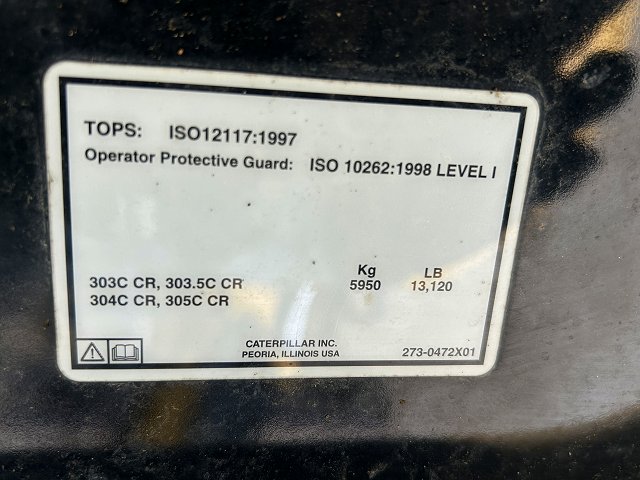 TOPS: ISO12117:1997
Operator Protective Guard: ISO 10262:1998 LEVEL I
Kg LB
303C CR, 303.5C CR 5950 13,120
304C CR, 305C CR
CATERPILLAR INC.
PEORIA, ILLINOIS USA 273-0472X01